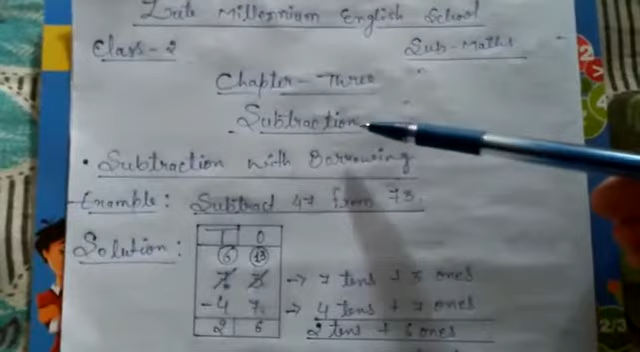 Millennium English School
Class-2 Sub-Maths
Chapter-Three
Subtraction
• Subtraction with Borrowing
Example: Subtract 47 from 73.
Solution:
T O
6 13
7 3 → 7 tens + 3 ones
-4 7 → 4 tens + 7 ones
2 6 2 tens + 6 ones
2/3